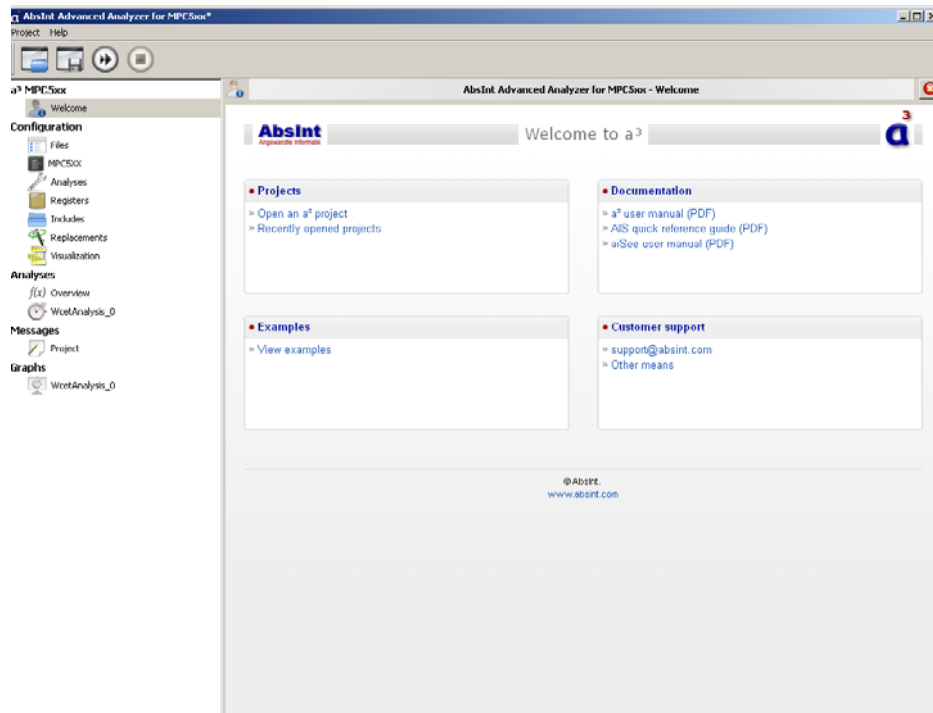 AbsInt Advanced Analyzer for MPC5xx*
Project Help
a³ MPC5xx
Welcome
Configuration
Files
MPC5XX
Analyses
Registers
Includes
Replacements
Visualization
Analyses
f(x) Overview
WcetAnalysis_0
Messages
Project
Graphs
WcetAnalysis_0
AbsInt Advanced Analyzer for MPC5xx - Welcome
AbsInt
Angewandte Informatik
Welcome to a³
a³
• Projects
» Open an a³ project
» Recently opened projects
• Documentation
» a³ user manual (PDF)
» AIS quick reference guide (PDF)
» aiSee user manual (PDF)
• Examples
» View examples
• Customer support
» support@absint.com
» Other means
© AbsInt.
www.absint.com